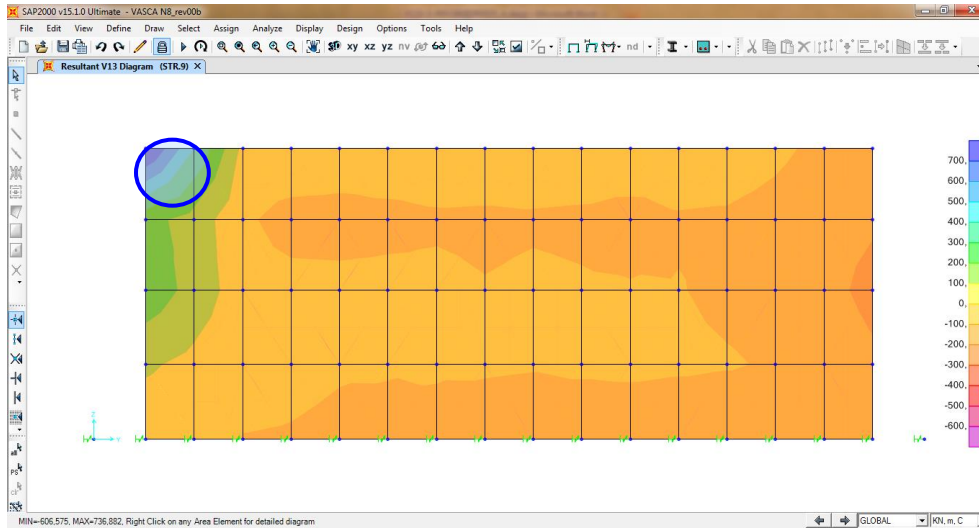 SAP2000 v15.1.0 Ultimate - VASCA N8_rev00b
File Edit View Define Draw Select Assign Analyze Display Design Options Tools Help
xy xz yz nv nd
Resultant V13 Diagram (STR.9)
700,
600,
500,
400,
300,
200,
100,
0,
-100,
-200,
-300,
-400,
-500,
-600,
Z
Y
all
PS
clr
MIN=-606,575, MAX=736,882, Right Click on any Area Element for detailed diagram
GLOBAL
KN, m, C